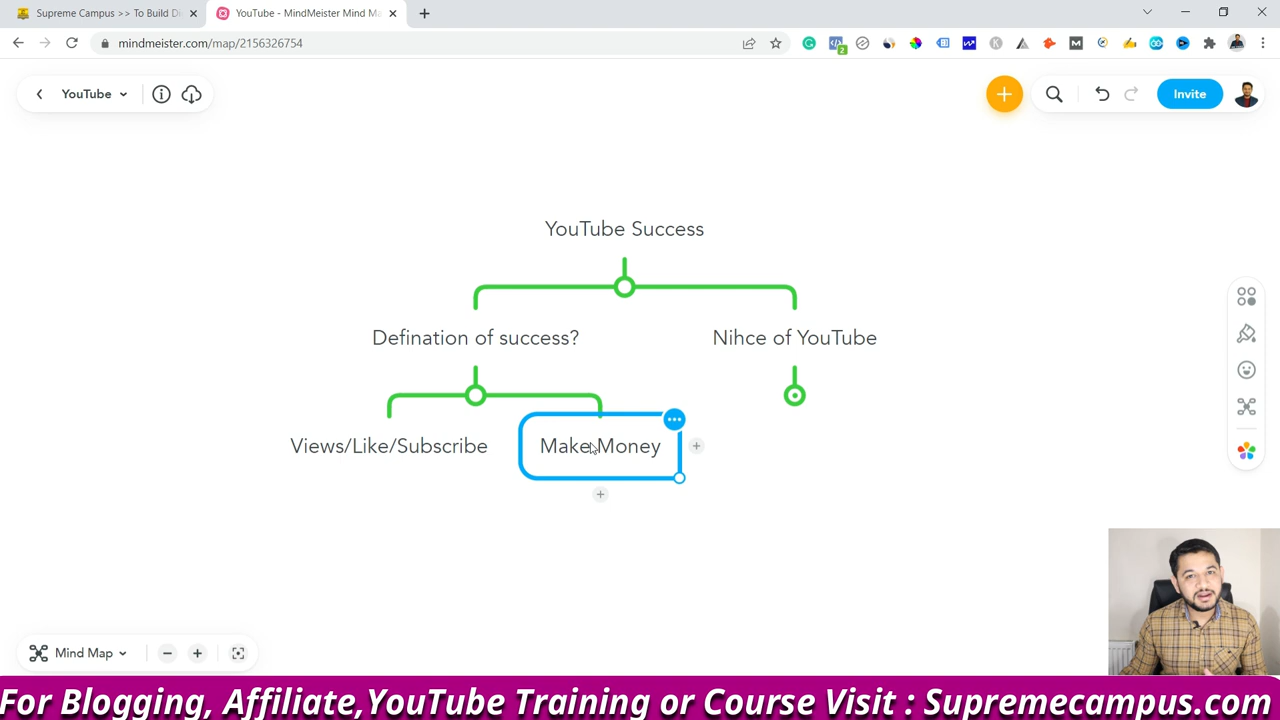 Supreme Campus >> To Build Di
YouTube - MindMeister Mind Ma
mindmeister.com/map/2156326754
2
YouTube
Invite
YouTube Success
Defination of success?
Nihce of YouTube
Views/Like/Subscribe
Make Money
Mind Map
For Blogging, Affiliate,YouTube Training or Course Visit : Supremecampus.com